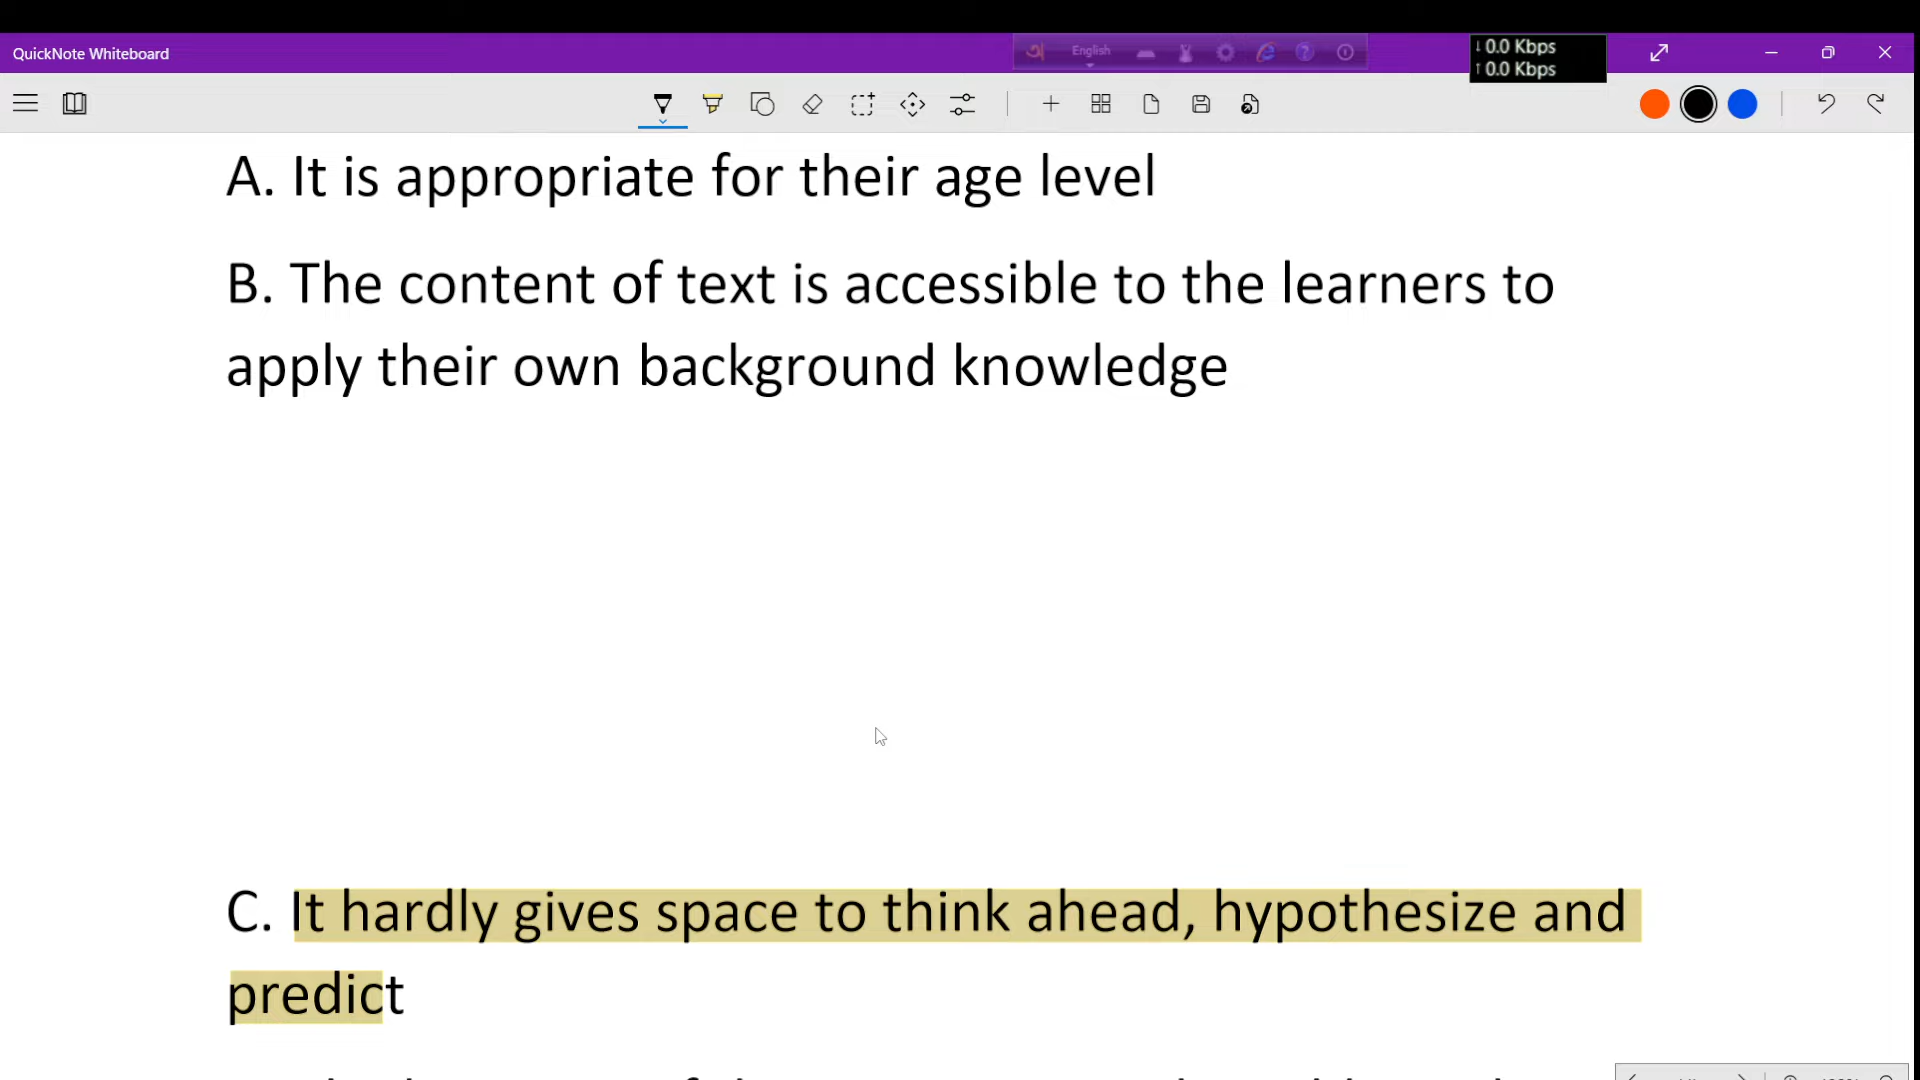 QuickNote Whiteboard
English
↓ 0.0 Kbps
↑ 0.0 Kbps
A. It is appropriate for their age level
B. The content of text is accessible to the learners to
apply their own background knowledge
C. It hardly gives space to think ahead, hypothesize and
predict